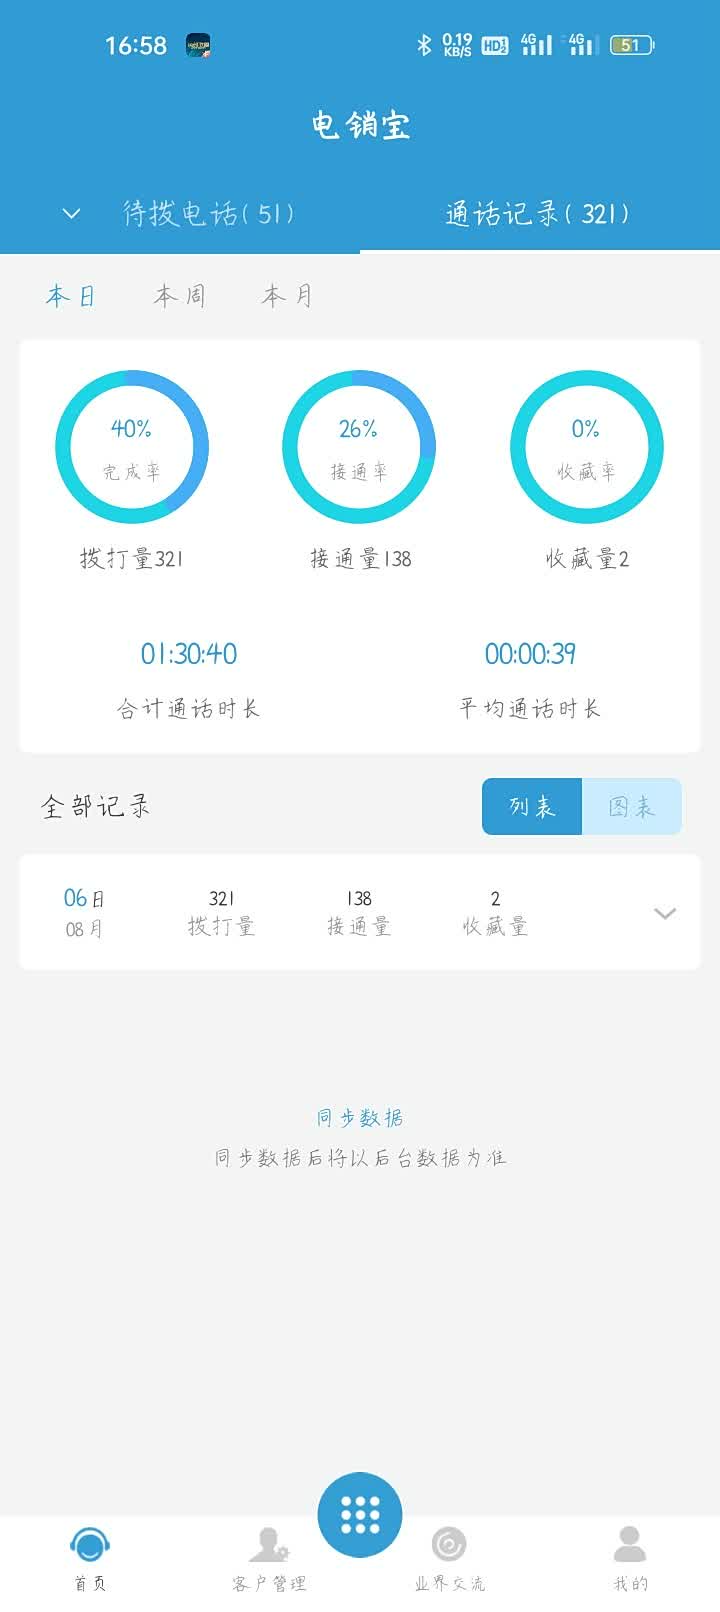 16:58 0.19 KB/S HD 4G 4G 51
电销宝
待拨电话(51) 通话记录(321)
本日 本周 本月
40% 26% 0%
完成率 接通率 收藏率
拨打量321 接通量138 收藏量2
01:30:40 00:00:39
合计通话时长 平均通话时长
全部记录 列表 图表
06日 321 138 2
08月 拨打量 接通量 收藏量
同步数据
同步数据后将以后台数据为准
首页 客户管理 业界交流 我的